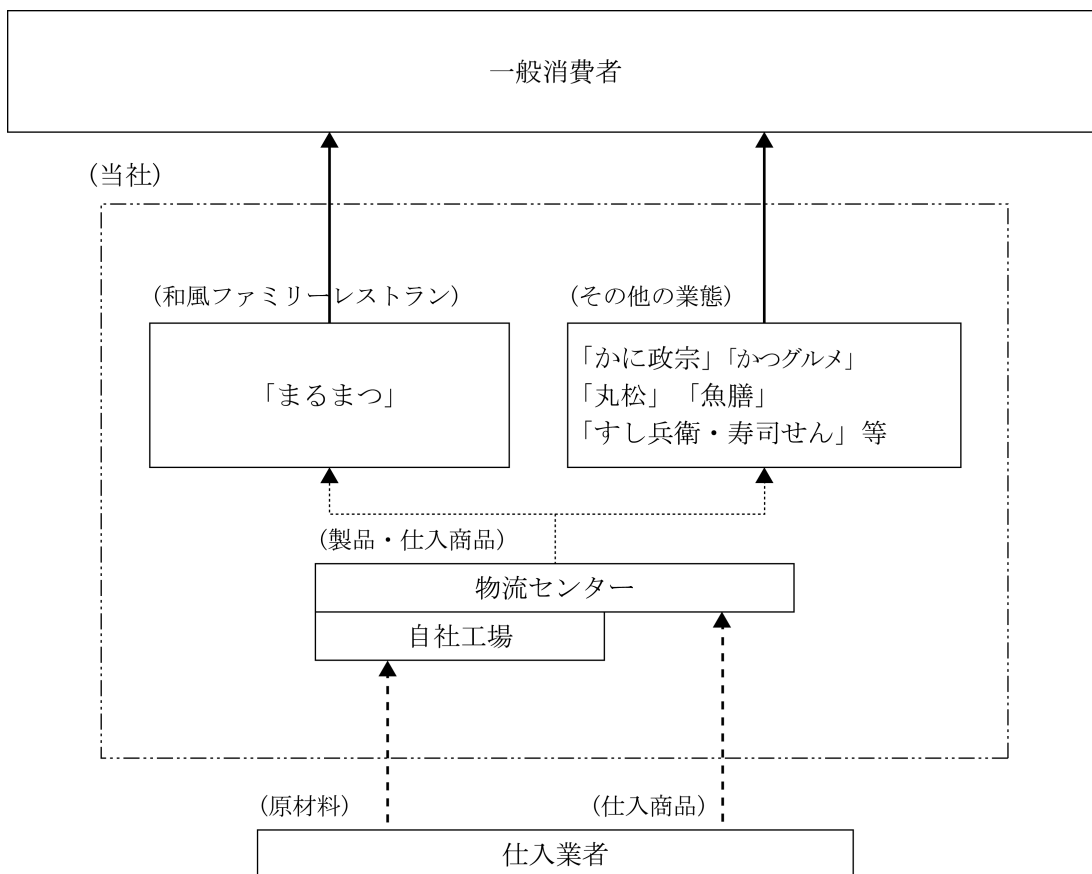 一般消費者
(当社)
(和風ファミリーレストラン)
(その他の業態)
「まるまつ」
「かに政宗」「かつグルメ」
「丸松」「魚膳」
「すし兵衛・寿司せん」等
(製品・仕入商品)
物流センター
自社工場
(原材料)
(仕入商品)
仕入業者